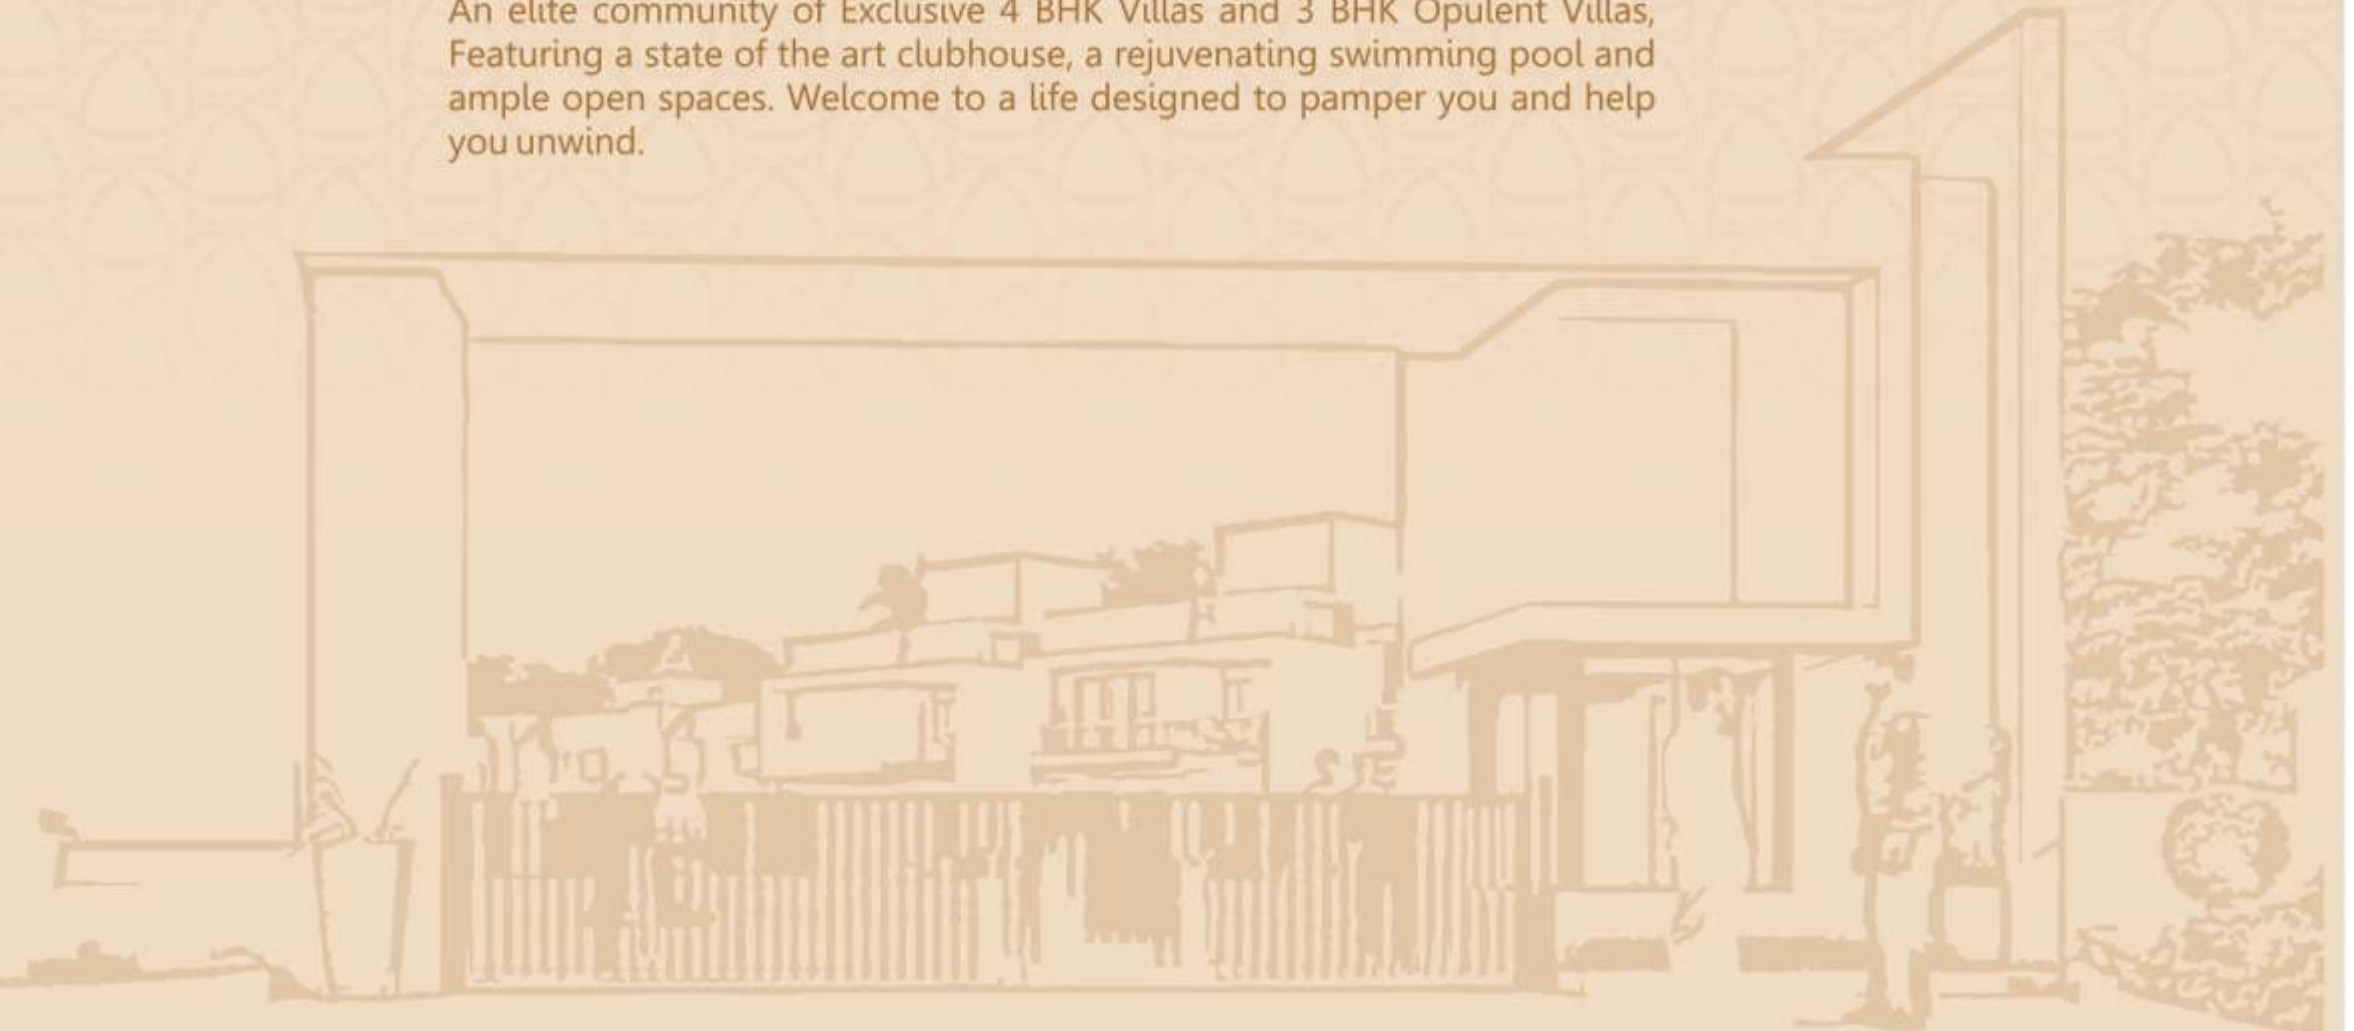 An elite community of Exclusive 4 BHK Villas and 3 BHK Opulent Villas,
Featuring a state of the art clubhouse, a rejuvenating swimming pool and
ample open spaces. Welcome to a life designed to pamper you and help
you unwind.